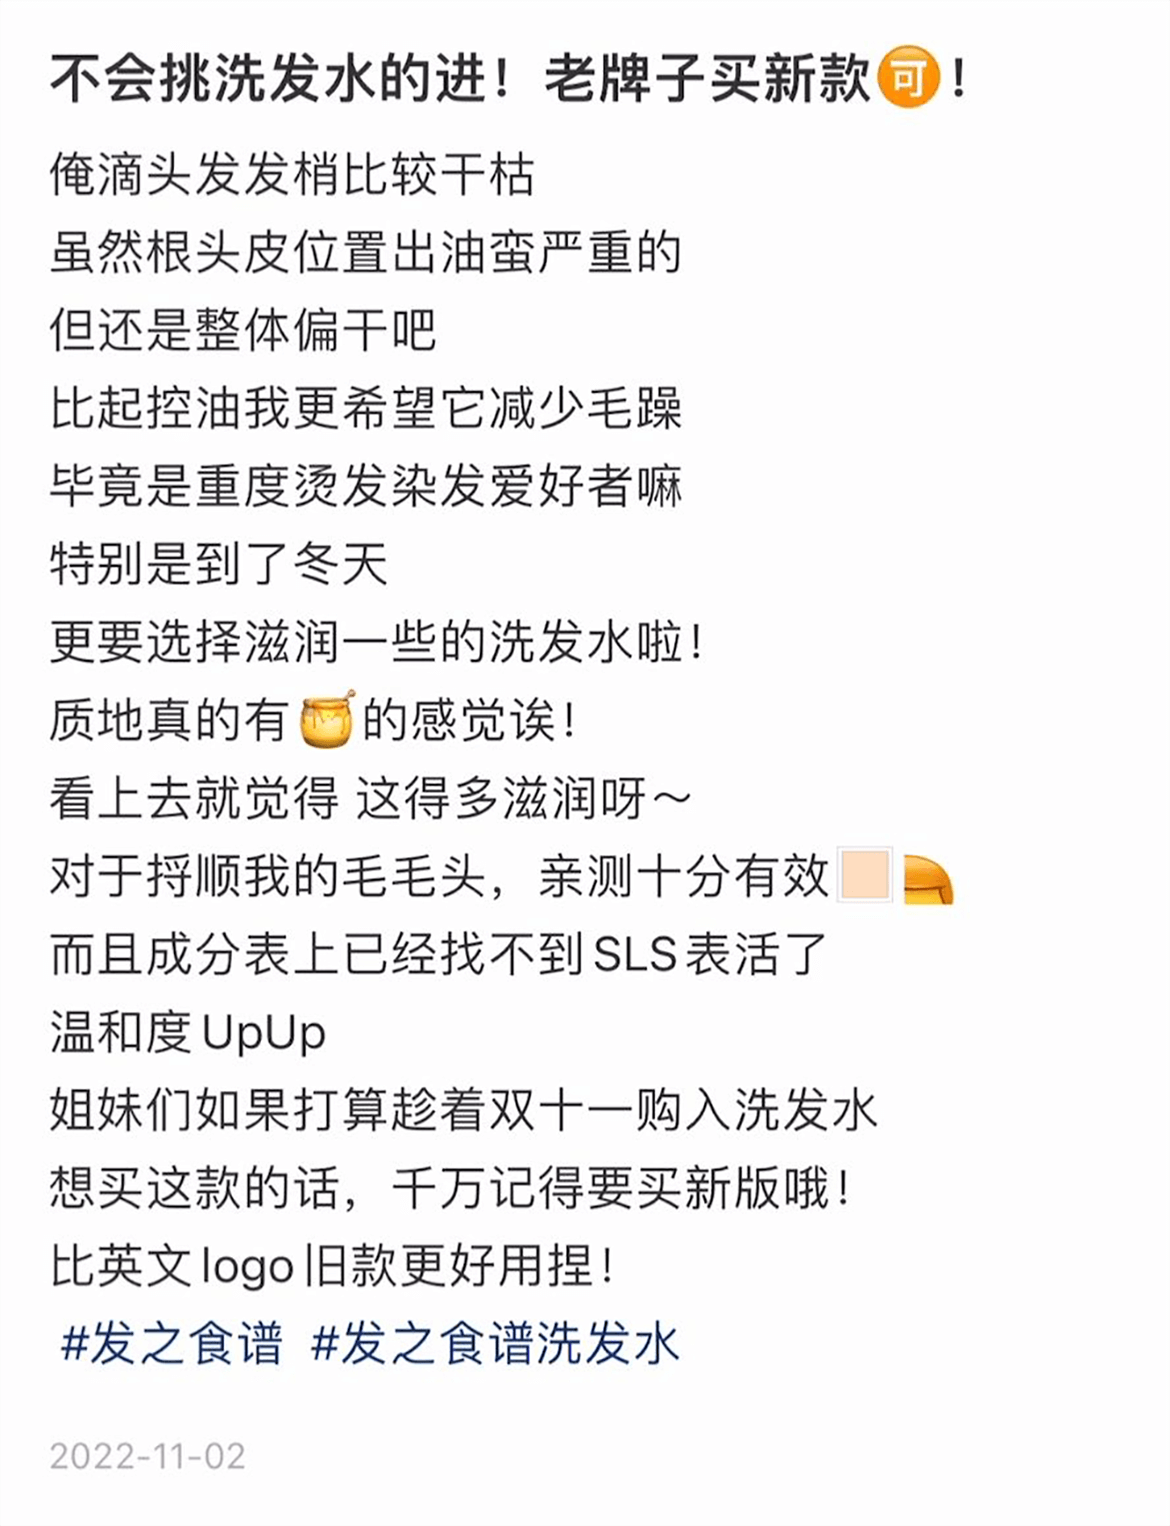 不会挑洗发水的进！老牌子买新款🉑！
俺滴头发发梢比较干枯
虽然根头皮位置出油蛮严重的
但还是整体偏干吧
比起控油我更希望它减少毛躁
毕竟是重度烫发染发爱好者嘛
特别是到了冬天
更要选择滋润一些的洗发水啦！
质地真的有🍯的感觉诶！
看上去就觉得 这得多滋润呀～
对于捋顺我的毛毛头，亲测十分有效
而且成分表上已经找不到SLS表活了
温和度UpUp
姐妹们如果打算趁着双十一购入洗发水
想买这款的话，千万记得要买新版哦！
比英文logo旧款更好用捏！
#发之食谱 #发之食谱洗发水
2022-11-02